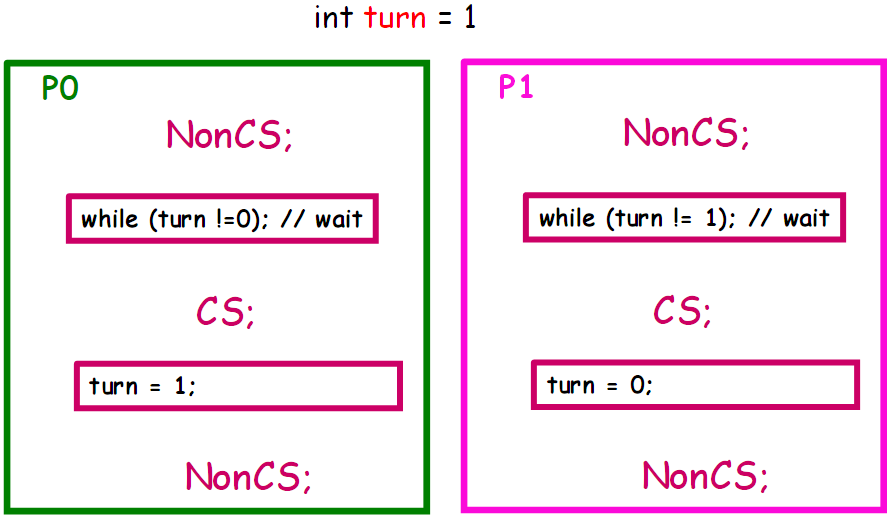 int turn = 1
P0
NonCS;
while (turn !=0); // wait
CS;
turn = 1;
NonCS;
P1
NonCS;
while (turn != 1); // wait
CS;
turn = 0;
NonCS;